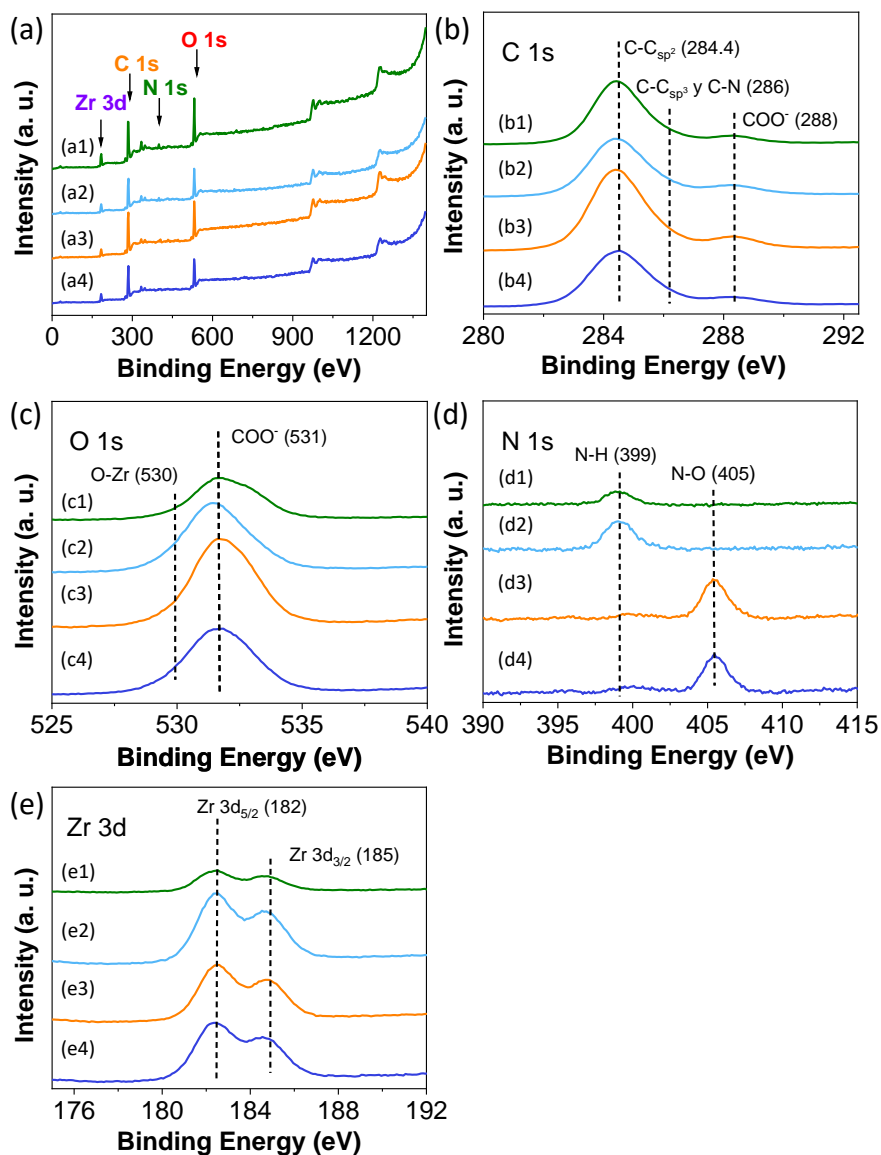 (a)
O 1s
C 1s
N 1s
Zr 3d
(a1)
(a2)
(a3)
(a4)
Intensity (a. u.)
0 300 600 900 1200
Binding Energy (eV)
(b)
C 1s
C-Csp² (284.4)
C-Csp³ y C-N (286)
COO⁻ (288)
(b1)
(b2)
(b3)
(b4)
Intensity (a. u.)
280 284 288 292
Binding Energy (eV)
(c)
O 1s
COO⁻ (531)
O-Zr (530)
(c1)
(c2)
(c3)
(c4)
Intensity (a. u.)
525 530 535 540
Binding Energy (eV)
(d)
N 1s
N-H (399)
N-O (405)
(d1)
(d2)
(d3)
(d4)
Intensity (a. u.)
390 395 400 405 410 415
Binding Energy (eV)
(e)
Zr 3d
Zr 3d5/2 (182)
Zr 3d3/2 (185)
(e1)
(e2)
(e3)
(e4)
Intensity (a. u.)
176 180 184 188 192
Binding Energy (eV)